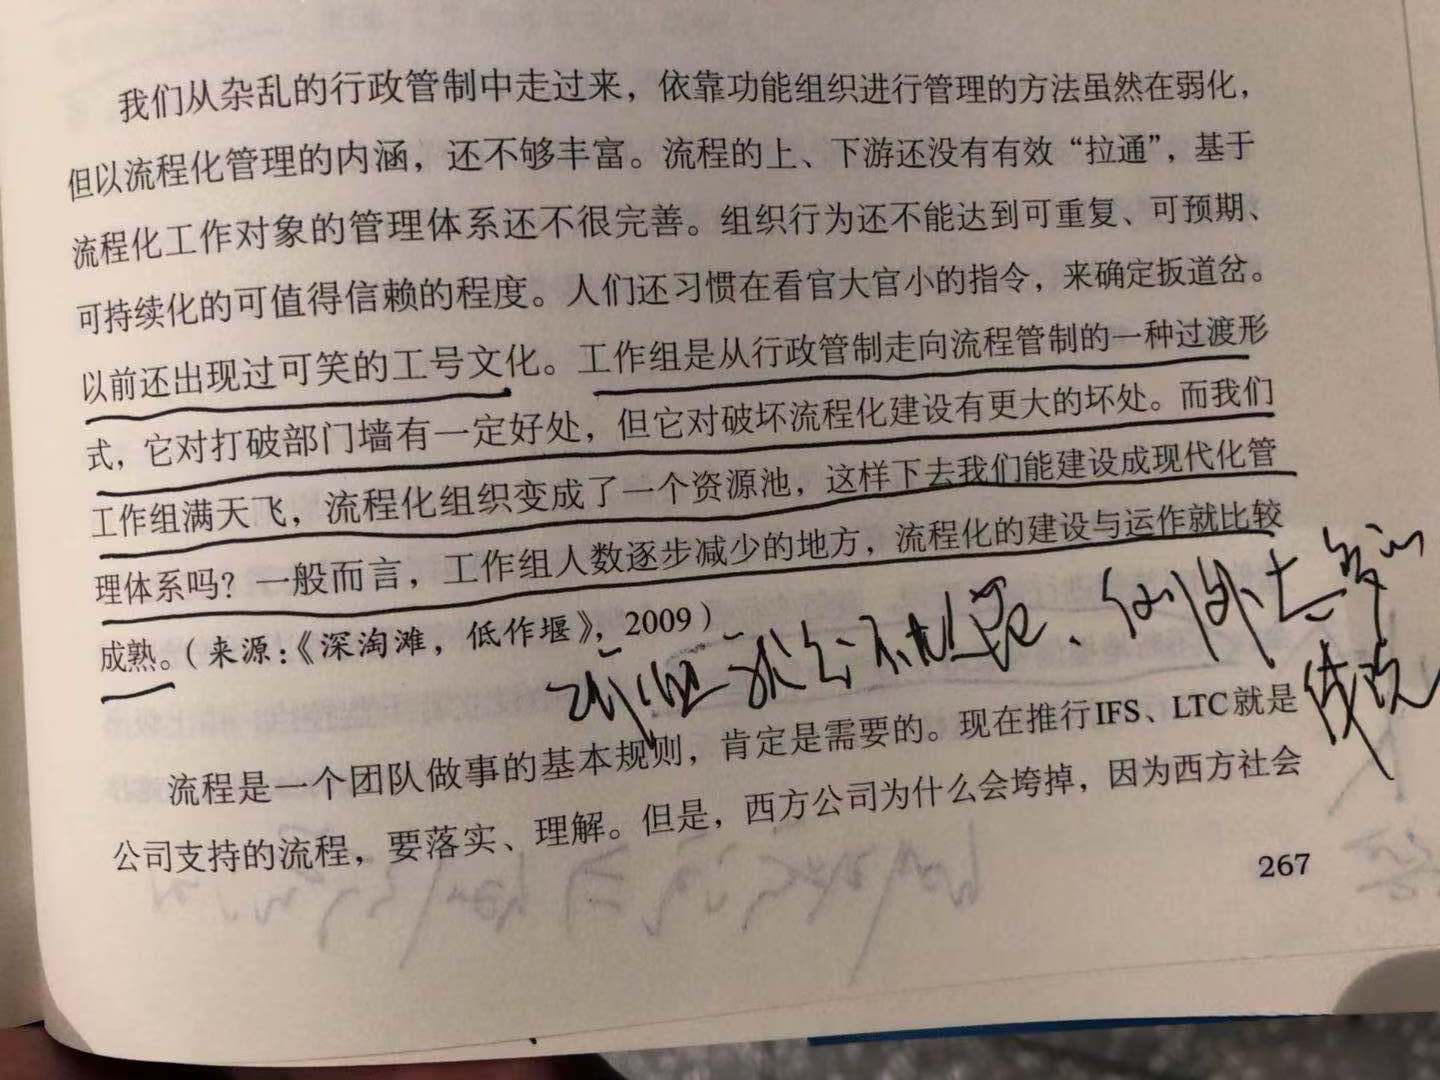 我们从杂乱的行政管制中走过来，依靠功能组织进行管理的方法虽然在弱化，
但以流程化管理的内涵，还不够丰富。流程的上、下游还没有有效“拉通”，基于
流程化工作对象的管理体系还不很完善。组织行为还不能达到可重复、可预期、
可持续化的可值得信赖的程度。人们还习惯在看官大官小的指令，来确定扳道岔。
以前还出现过可笑的工号文化。工作组是从行政管制走向流程管制的一种过渡形
式，它对打破部门墙有一定好处，但它对破坏流程化建设有更大的坏处。而我们
工作组满天飞，流程化组织变成了一个资源池，这样下去我们能建设成现代化管
理体系吗？一般而言，工作组人数逐步减少的地方，流程化的建设与运作就比较
成熟。（来源：《深淘滩，低作堰》，2009）
流程是一个团队做事的基本规则，肯定是需要的。现在推行IFS、LTC就是
公司支持的流程，要落实、理解。但是，西方公司为什么会垮掉，因为西方社会
267